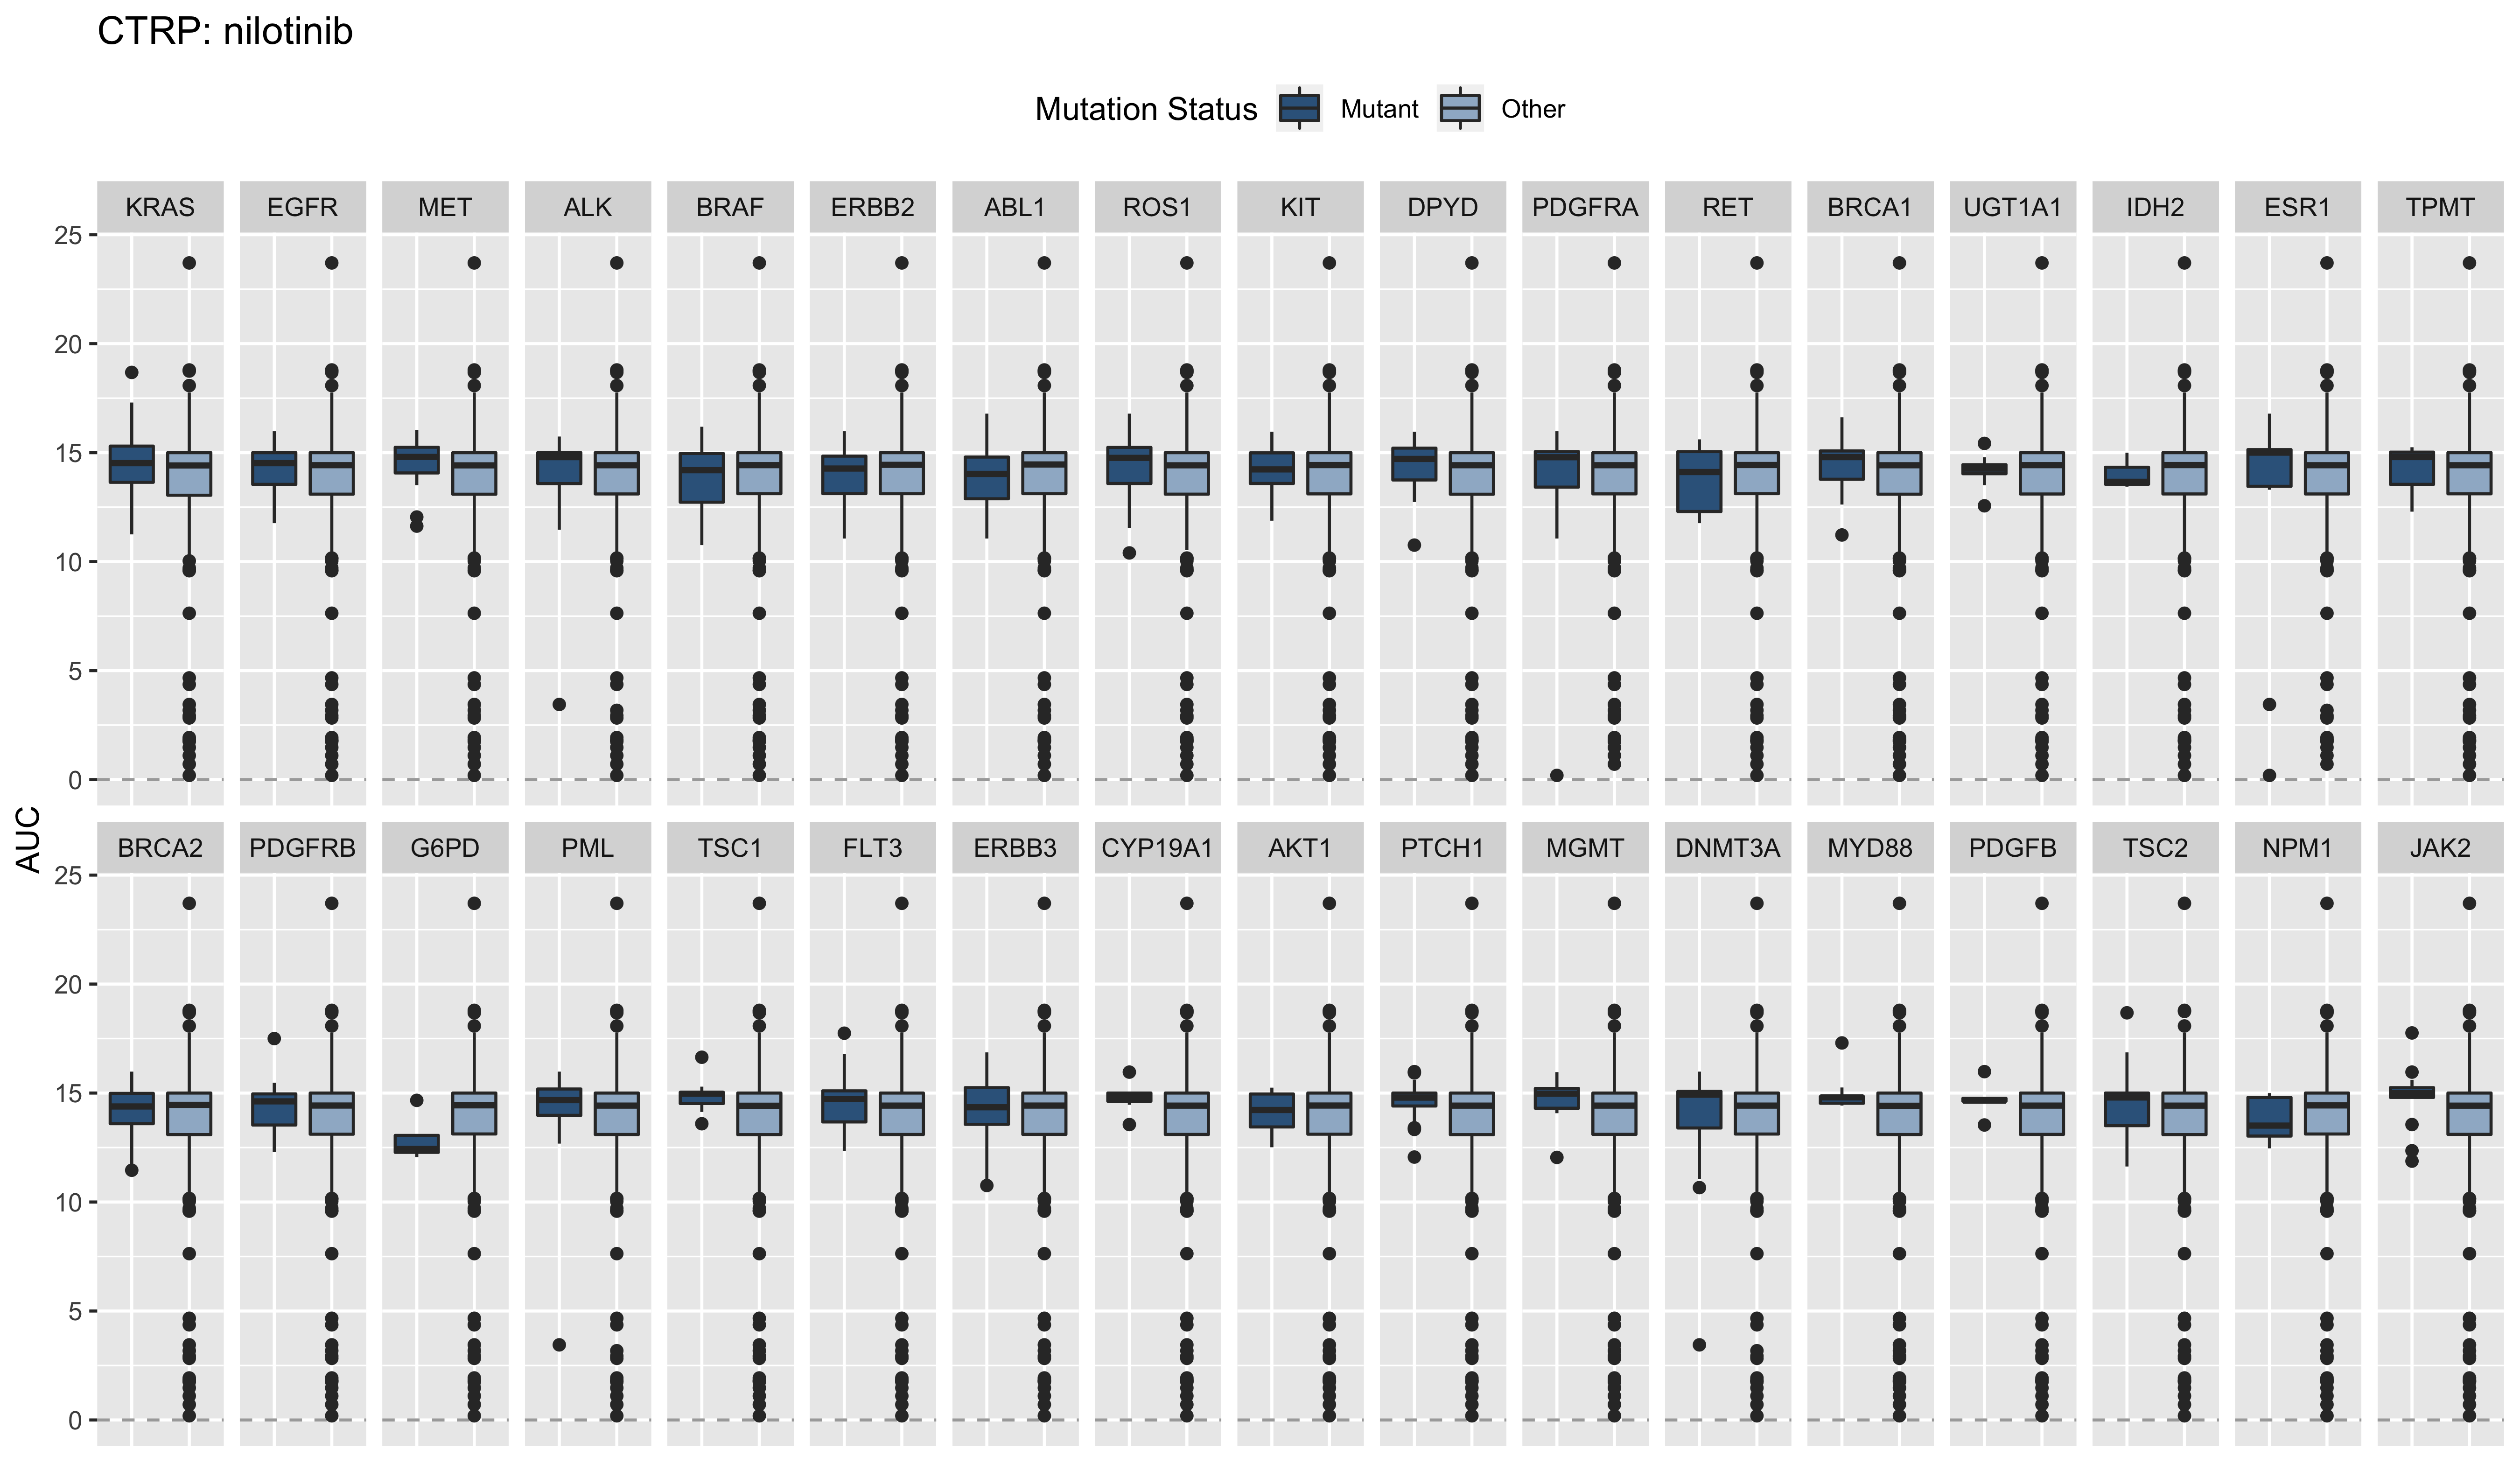 CTRP: nilotinib
Mutation Status Mutant Other
KRAS EGFR MET ALK BRAF ERBB2 ABL1 ROS1 KIT DPYD PDGFRA RET BRCA1 UGT1A1 IDH2 ESR1 TPMT
25
20
15
10
5
0
AUC
BRCA2 PDGFRB G6PD PML TSC1 FLT3 ERBB3 CYP19A1 AKT1 PTCH1 MGMT DNMT3A MYD88 PDGFB TSC2 NPM1 JAK2
25
20
15
10
5
0